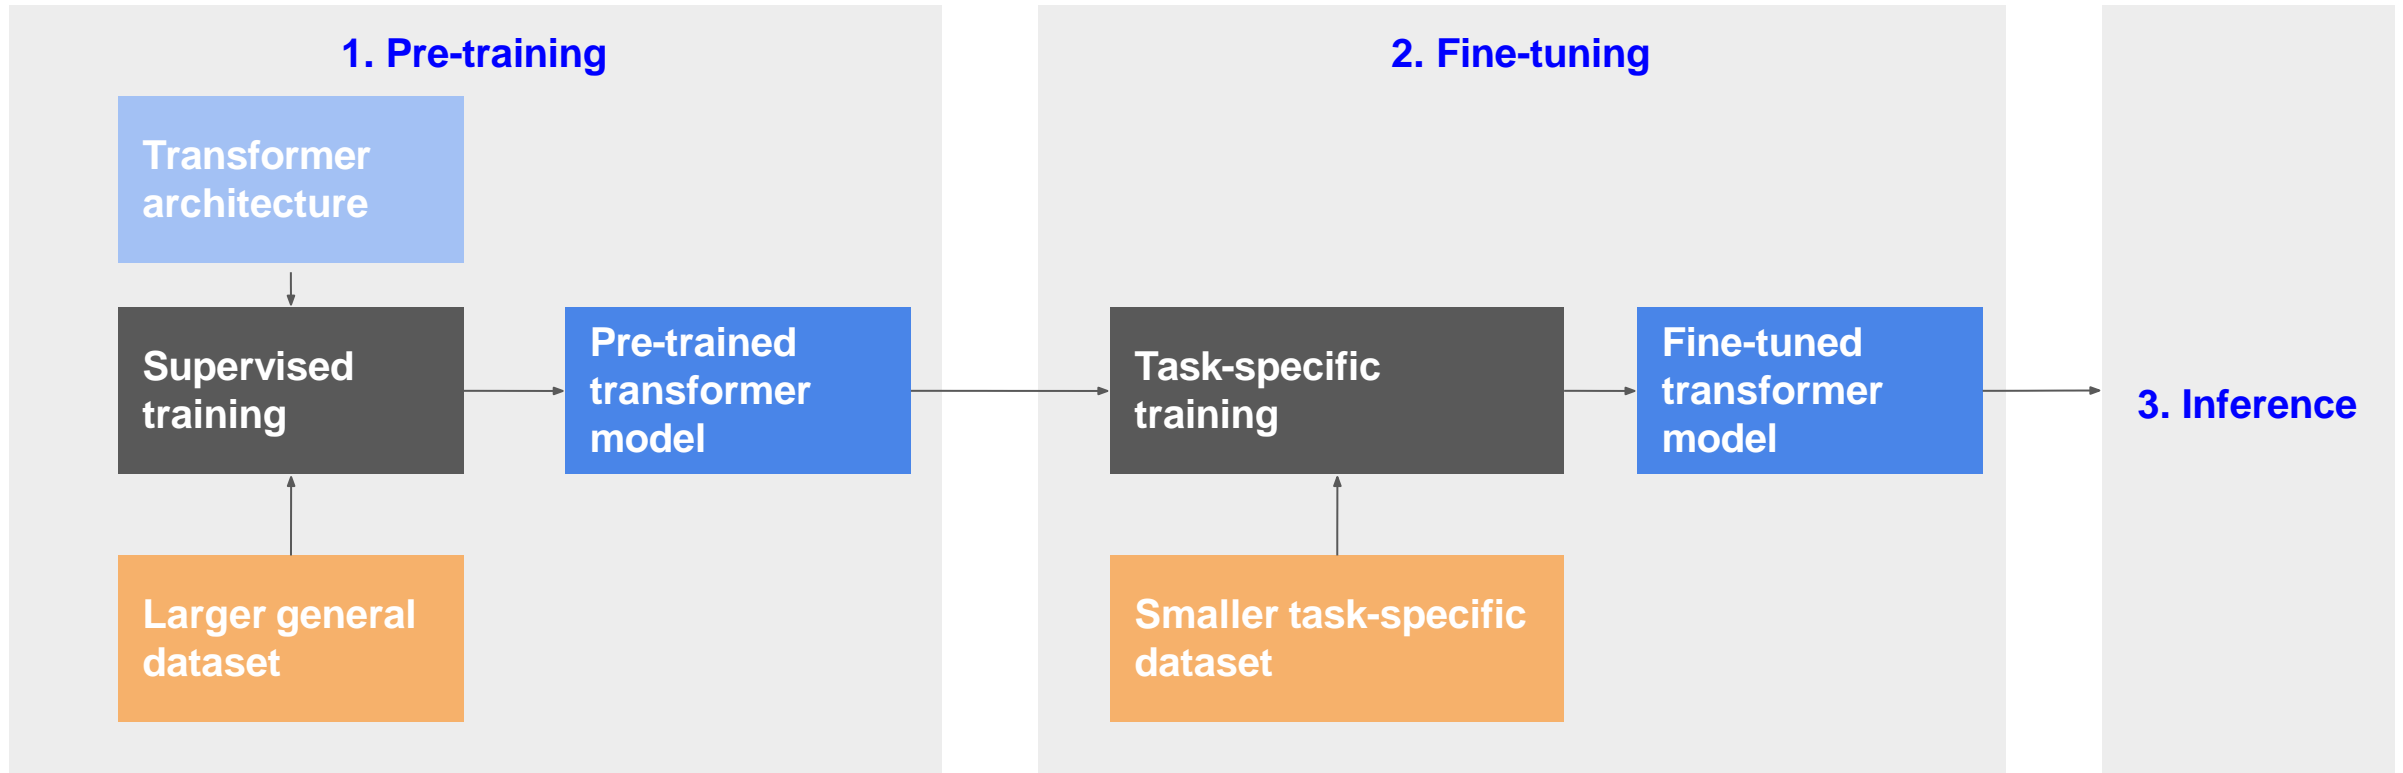 1. Pre-training
Transformer
architecture
Supervised
training
Pre-trained
transformer
model
Larger general
dataset
2. Fine-tuning
Task-specific
training
Fine-tuned
transformer
model
Smaller task-specific
dataset
3. Inference